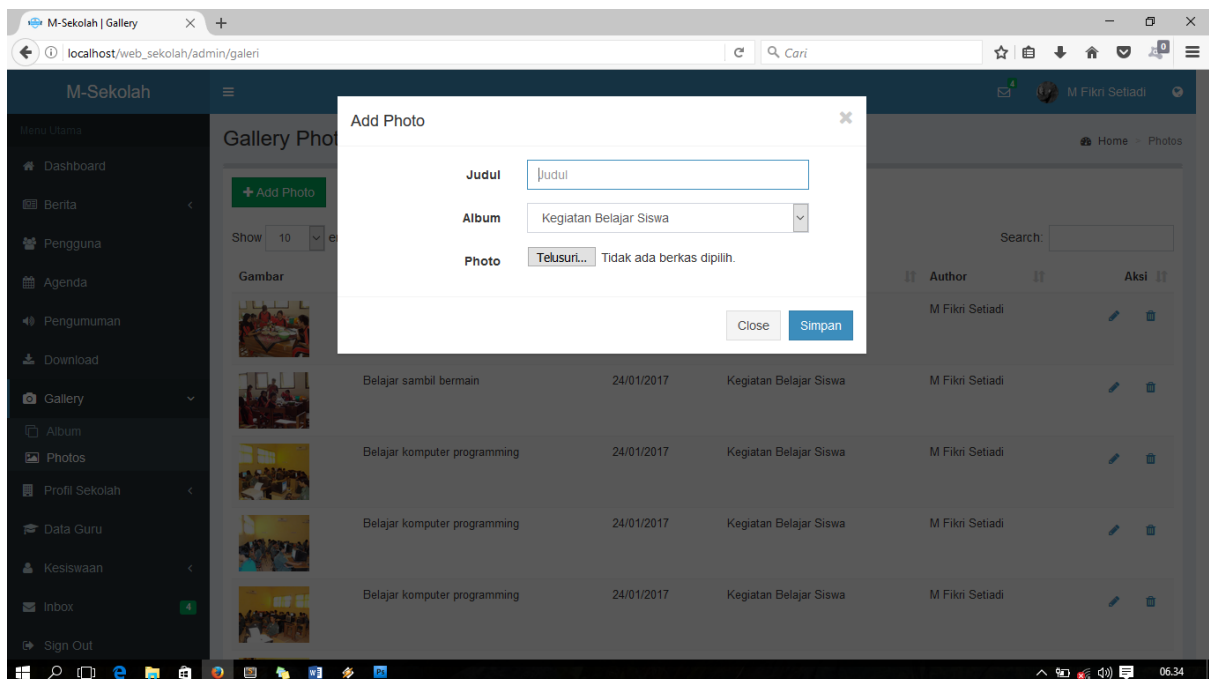 M-Sekolah | Gallery
localhost/web_sekolah/admin/galeri
Cari
0
M-Sekolah
4
M Fikri Setiadi
Menu Utama
Dashboard
Berita
Pengguna
Agenda
Pengumuman
Download
Gallery
Album
Photos
Profil Sekolah
Data Guru
Kesiswaan
Inbox 4
Sign Out
Gallery Phot
Home
Photos
Add Photo
Show 10
Search:
Gambar
Author
Aksi
M Fikri Setiadi
Belajar sambil bermain 24/01/2017 Kegiatan Belajar Siswa M Fikri Setiadi
Belajar komputer programming 24/01/2017 Kegiatan Belajar Siswa M Fikri Setiadi
Belajar komputer programming 24/01/2017 Kegiatan Belajar Siswa M Fikri Setiadi
Belajar komputer programming 24/01/2017 Kegiatan Belajar Siswa M Fikri Setiadi
Add Photo
Judul Judul
Album Kegiatan Belajar Siswa
Photo Telusuri... Tidak ada berkas dipilih.
Close Simpan
06.34